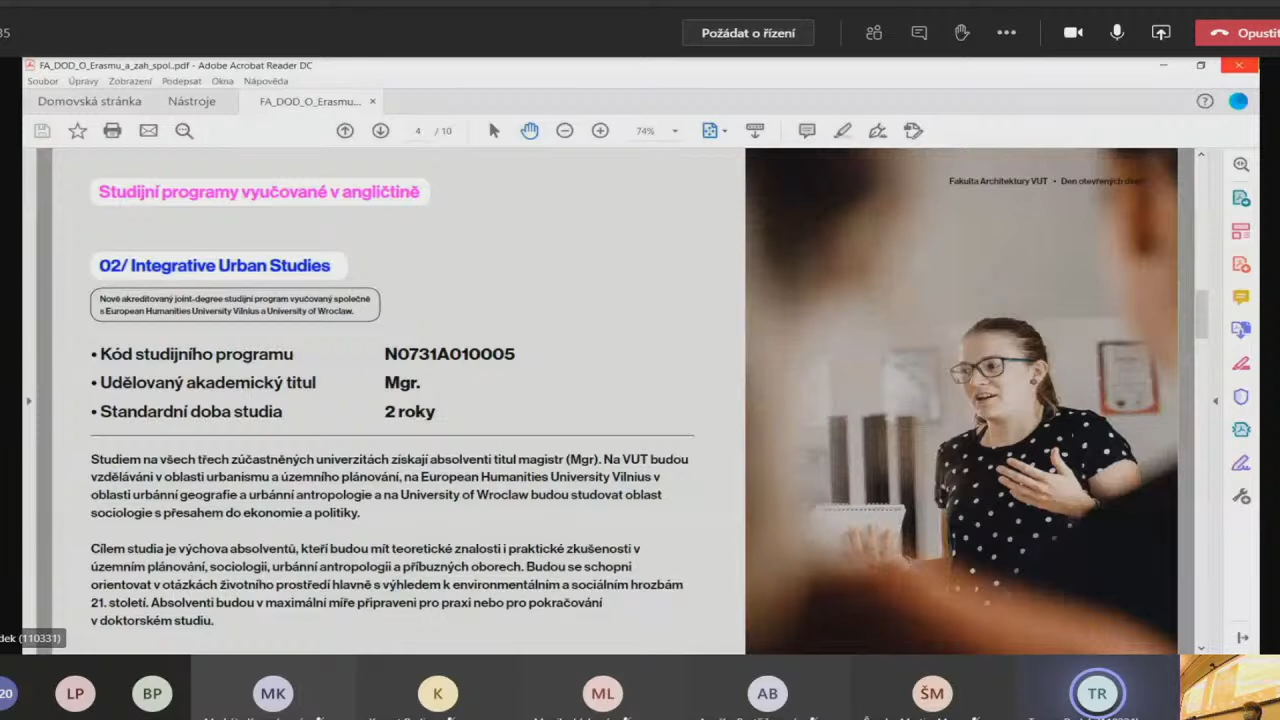 35
Požádat o řízení
Opustit
FA_DOD_O_Erasmu_a_zah_spol..pdf - Adobe Acrobat Reader DC
Soubor Úpravy Zobrazení Podepsat Okna Nápověda
Domovská stránka Nástroje FA_DOD_O_Erasmu... ×
4 / 10 74%
Fakulta Architektury VUT • Den otevřených
Studijní programy vyučované v angličtině
02/ Integrative Urban Studies
Nově akreditovaný joint-degree studijní program vyučovaný společně
s European Humanities University Vilnius a University of Wroclaw.
• Kód studijního programu N0731A010005
• Udělovaný akademický titul Mgr.
• Standardní doba studia 2 roky
Studiem na všech třech zúčastněných univerzitách získají absolventi titul magistr (Mgr). Na VUT budou
vzděláváni v oblasti urbanismu a územního plánování, na European Humanities University Vilnius v
oblasti urbánní geografie a urbánní antropologie a na University of Wroclaw budou studovat oblast
sociologie s přesahem do ekonomie a politiky.
Cílem studia je výchova absolventů, kteří budou mít teoretické znalosti i praktické zkušenosti v
územním plánování, sociologii, urbánní antropologii a příbuzných oborech. Budou se schopni
orientovat v otázkách životního prostředí hlavně s výhledem k environmentálním a sociálním hrozbám
21. století. Absolventi budou v maximální míře připraveni pro praxi nebo pro pokračování
v doktorském studiu.
dek (110331)
20 LP BP MK K ML AB ŠM TR